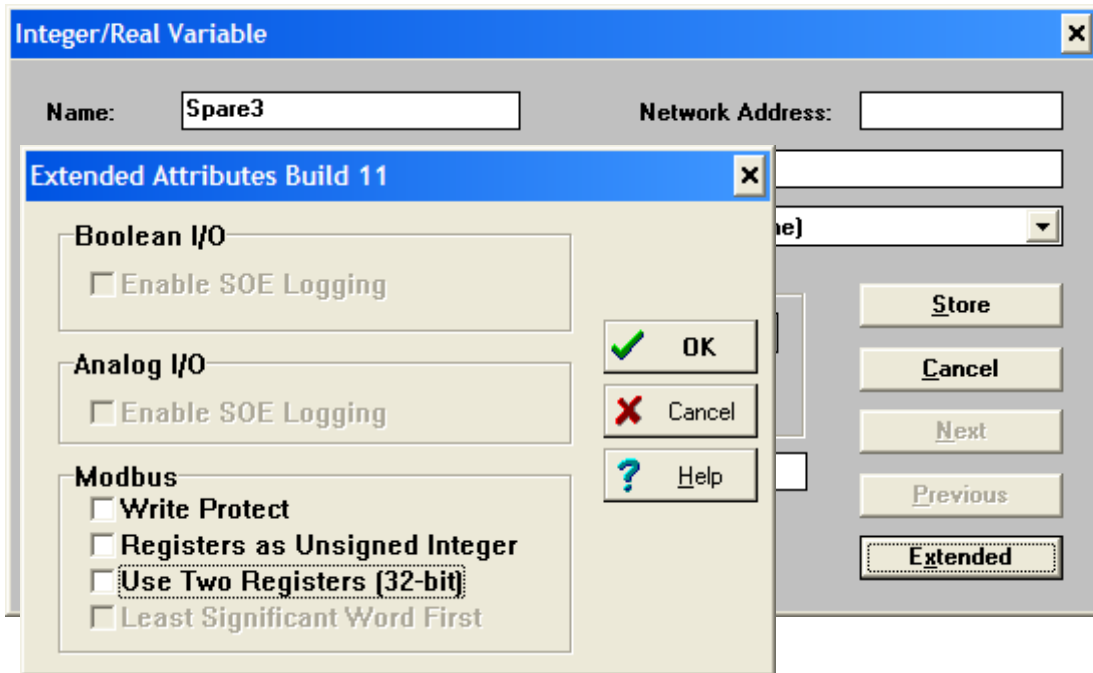 Integer/Real Variable
Name: Spare3 Network Address:
Extended Attributes Build 11
Boolean I/O
Enable SOE Logging
Analog I/O
Enable SOE Logging
Modbus
Write Protect
Registers as Unsigned Integer
Use Two Registers (32-bit)
Least Significant Word First
OK
Cancel
Help
Store
Cancel
Next
Previous
Extended